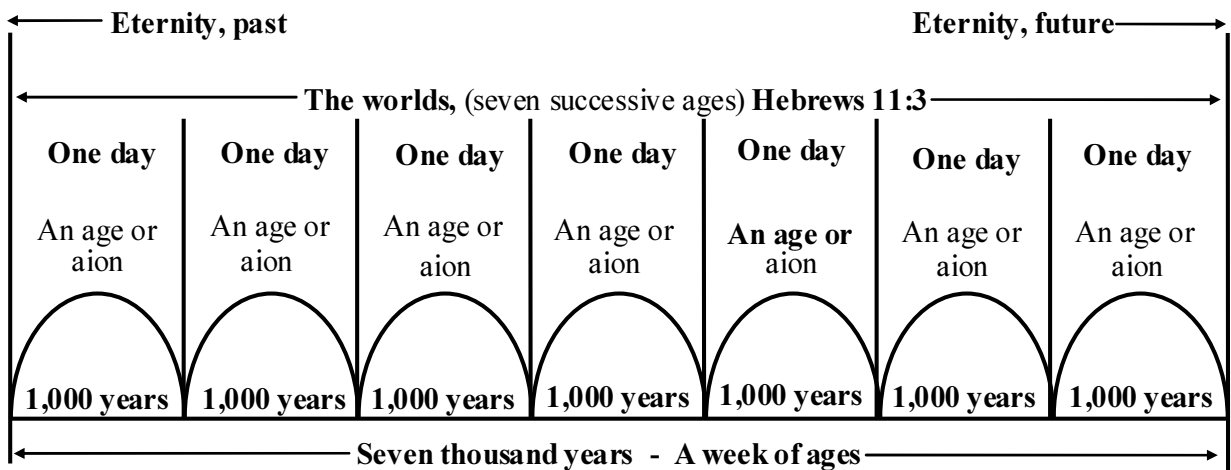 Eternity, past Eternity, future
The worlds, (seven successive ages) Hebrews 11:3
One day One day One day One day One day One day One day
An age or An age or An age or An age or An age or An age or An age or
aion aion aion aion aion aion aion
1,000 years 1,000 years 1,000 years 1,000 years 1,000 years 1,000 years 1,000 years
Seven thousand years - A week of ages